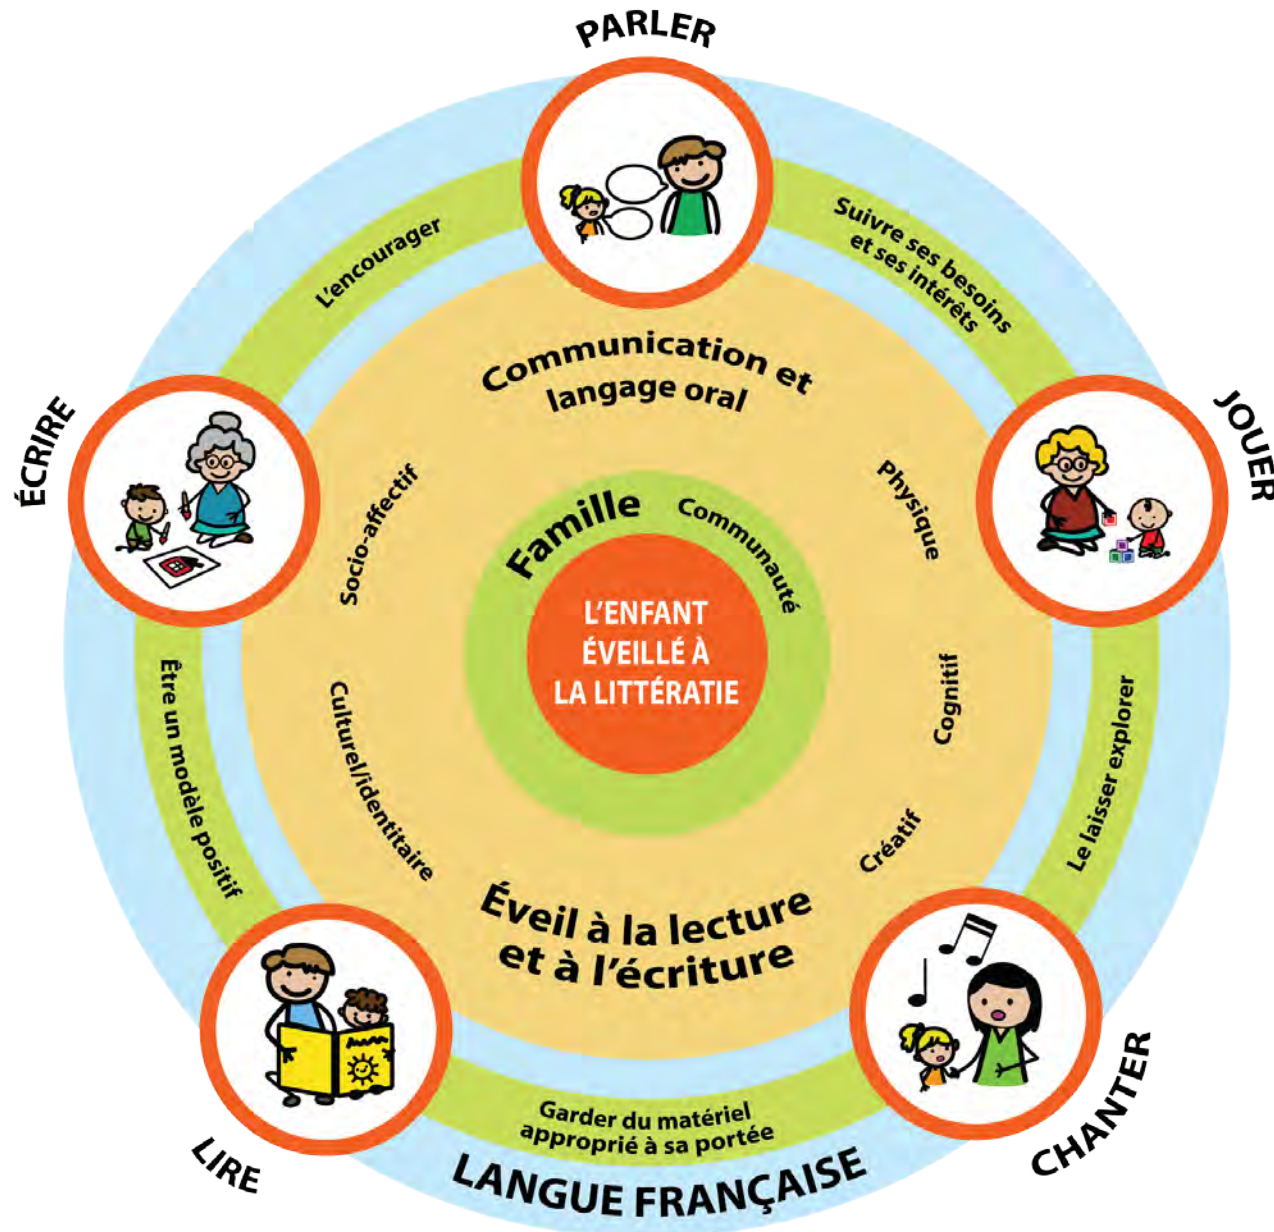 PARLER
L'encourager
Suivre ses besoins
et ses intérêts
Communication et
langage oral
ÉCRIRE
JOUER
Socio-affectif
Physique
Famille
Communauté
L'ENFANT
ÉVEILLÉ À
LA LITTÉRATIE
Être un modèle positif
Culturel/identitaire
Cognitif
Le laisser explorer
Créatif
Éveil à la lecture
et à l'écriture
Garder du matériel
approprié à sa portée
LIRE
CHANTER
LANGUE FRANÇAISE